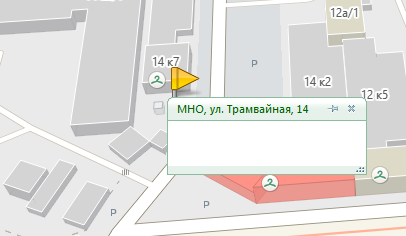 12а/1
14 к7
P
14 к2
12 к5
МНО, ул. Трамвайная, 14
P
P